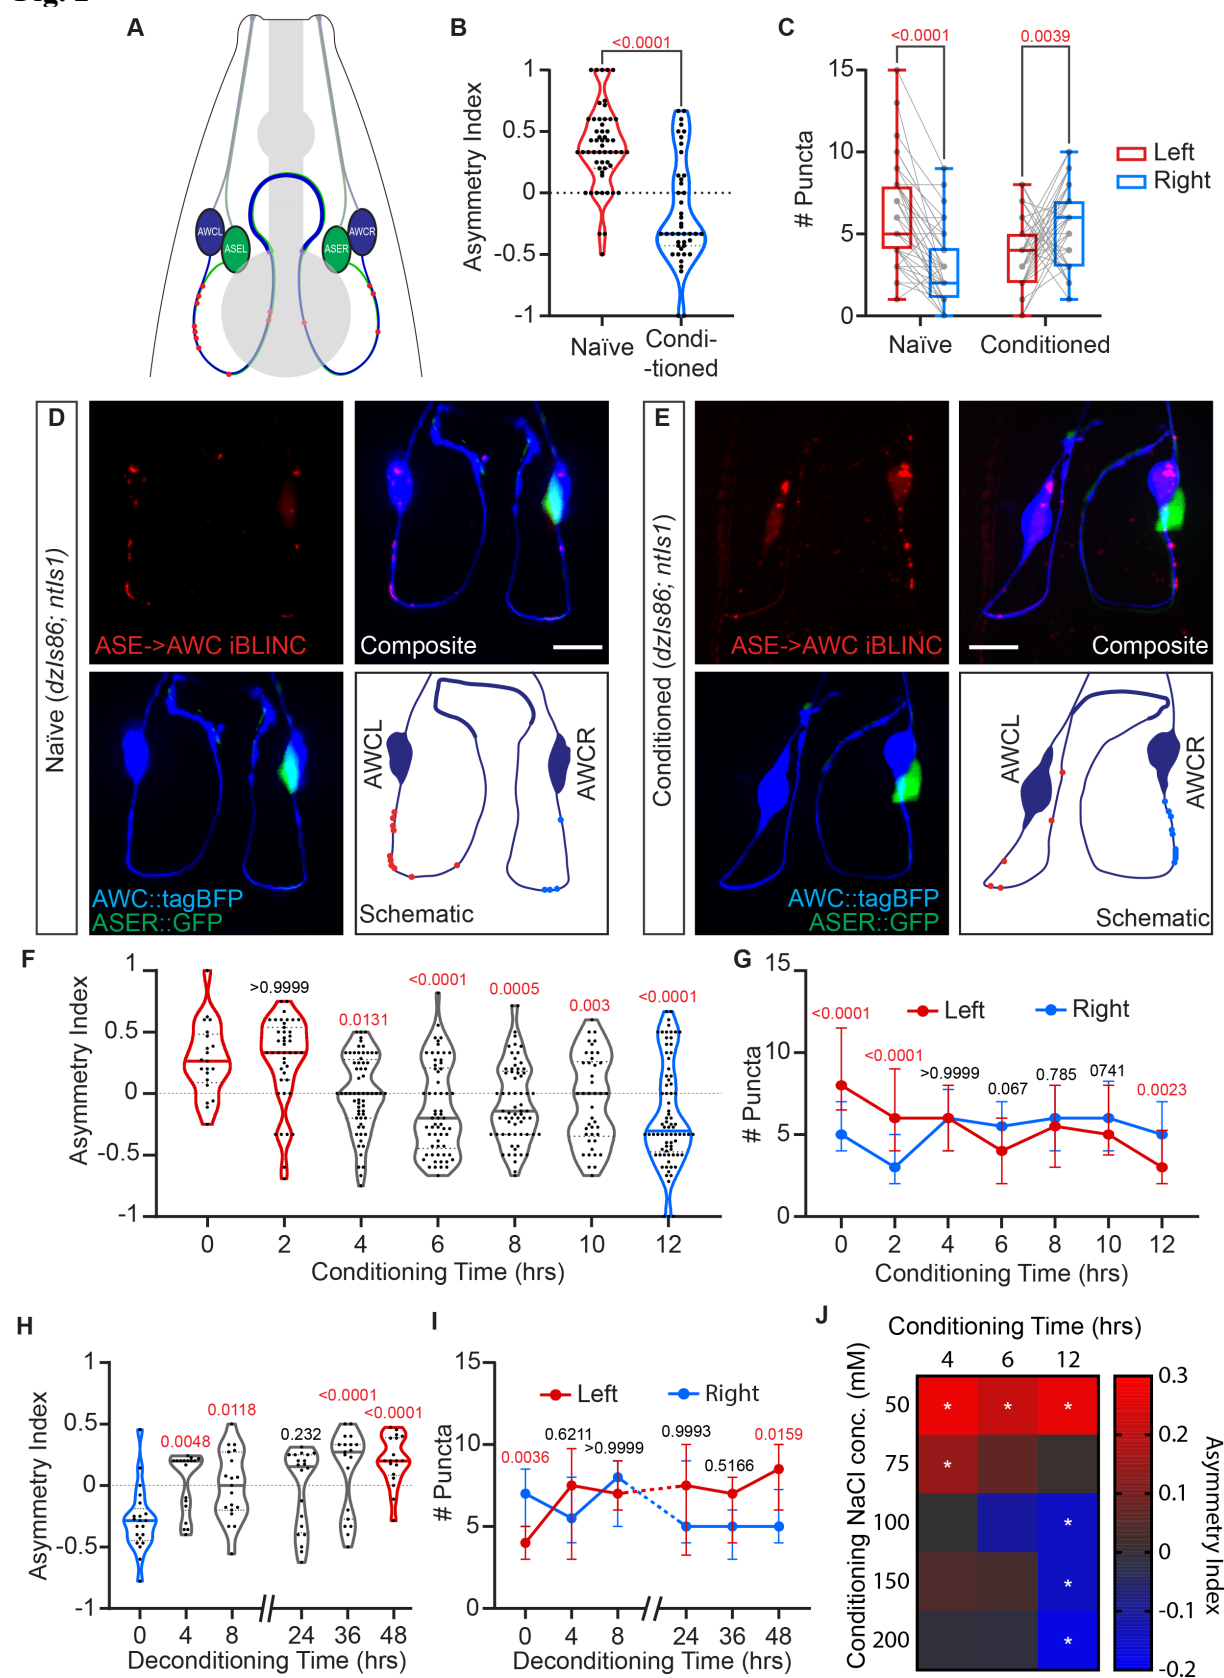 A
AWCL
AWCR
ASEL
ASER
B
<0.0001
Asymmetry Index
1
0.5
0
-0.5
-1
Naïve
Condi-
-tioned
C
<0.0001
0.0039
# Puncta
15
10
5
0
Left
Right
Naïve
Conditioned
Naïve (dzIs86; ntIs1)
D
ASE->AWC iBLINC
Composite
AWC::tagBFP
ASER::GFP
AWCL
AWCR
Schematic
Conditioned (dzIs86; ntIs1)
E
ASE->AWC iBLINC
Composite
AWC::tagBFP
ASER::GFP
AWCL
AWCR
Schematic
F
Asymmetry Index
1
0.5
0
-0.5
-1
>0.9999
0.0131
<0.0001
0.0005
0.003
<0.0001
0 2 4 6 8 10 12
Conditioning Time (hrs)
G
# Puncta
15
10
5
0
Left
Right
<0.0001
<0.0001
>0.9999
0.067
0.785
0741
0.0023
0 2 4 6 8 10 12
Conditioning Time (hrs)
H
Asymmetry Index
1
0.5
0
-0.5
-1
0.0048
0.0118
0.232
<0.0001
<0.0001
0 4 8 24 36 48
Deconditioning Time (hrs)
I
# Puncta
15
10
5
0
Left
Right
0.0036
0.6211
>0.9999
0.9993
0.5166
0.0159
0 4 8 24 36 48
Deconditioning Time (hrs)
J
Conditioning Time (hrs)
4 6 12
Conditioning NaCl conc. (mM)
50 * * *
75 *
100 *
150 *
200 *
0.3
0.2
0.1
0
-0.1
-0.2
Asymmetry Index